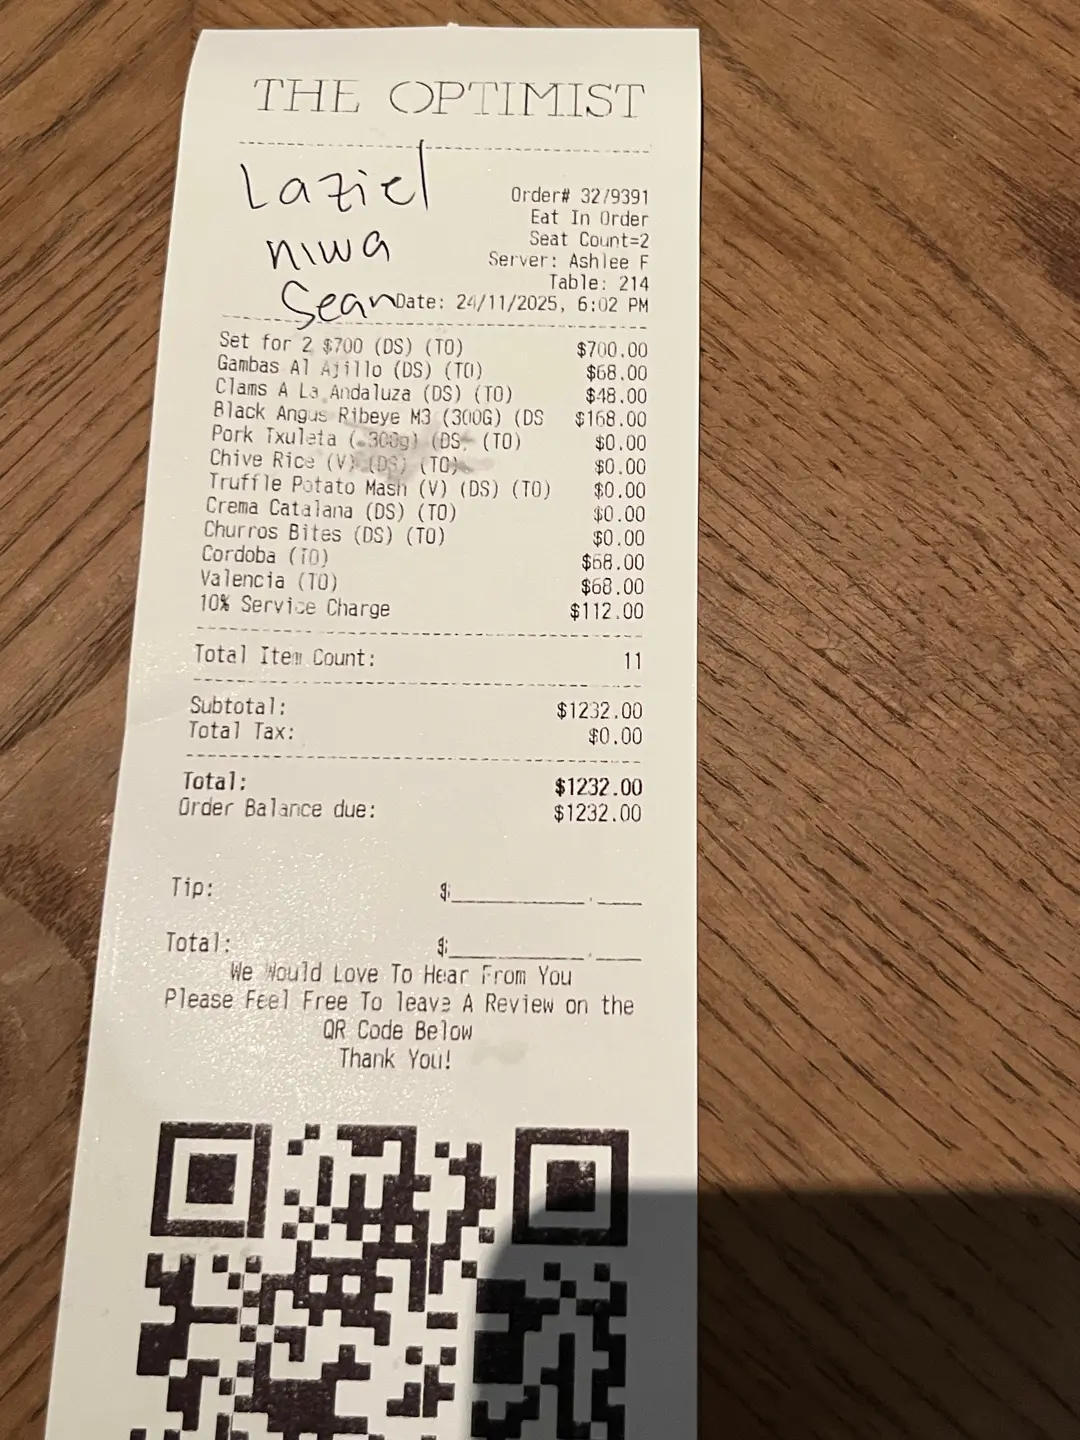 THE OPTIMIST
Laziel
niwa
Sean
Order# 3279391
Eat In Order
Seat Count=2
Server: Ashlee F
Table: 214
Date: 24/11/2025, 6:02 PM
Set for 2 $700 (DS) (TO) $700.00
Gambas Al Ajillo (DS) (TO) $68.00
Clams A La Andaluza (DS) (TO) $48.00
Black Angus Ribeye M3 (300G) (DS $168.00
Pork Txuleta (300g) (DS) (TO) $0.00
Chive Rice (V) (DS) (TO) $0.00
Truffle Potato Mash (V) (DS) (TO) $0.00
Crema Catalana (DS) (TO) $0.00
Churros Bites (DS) (TO) $0.00
Cordoba (TO) $68.00
Valencia (TO) $68.00
10% Service Charge $112.00
Total Item Count: 11
Subtotal: $1232.00
Total Tax: $0.00
Total: $1232.00
Order Balance due: $1232.00
Tip: $
Total: $
We Would Love To Hear From You
Please Feel Free To leave A Review on the
QR Code Below
Thank You!